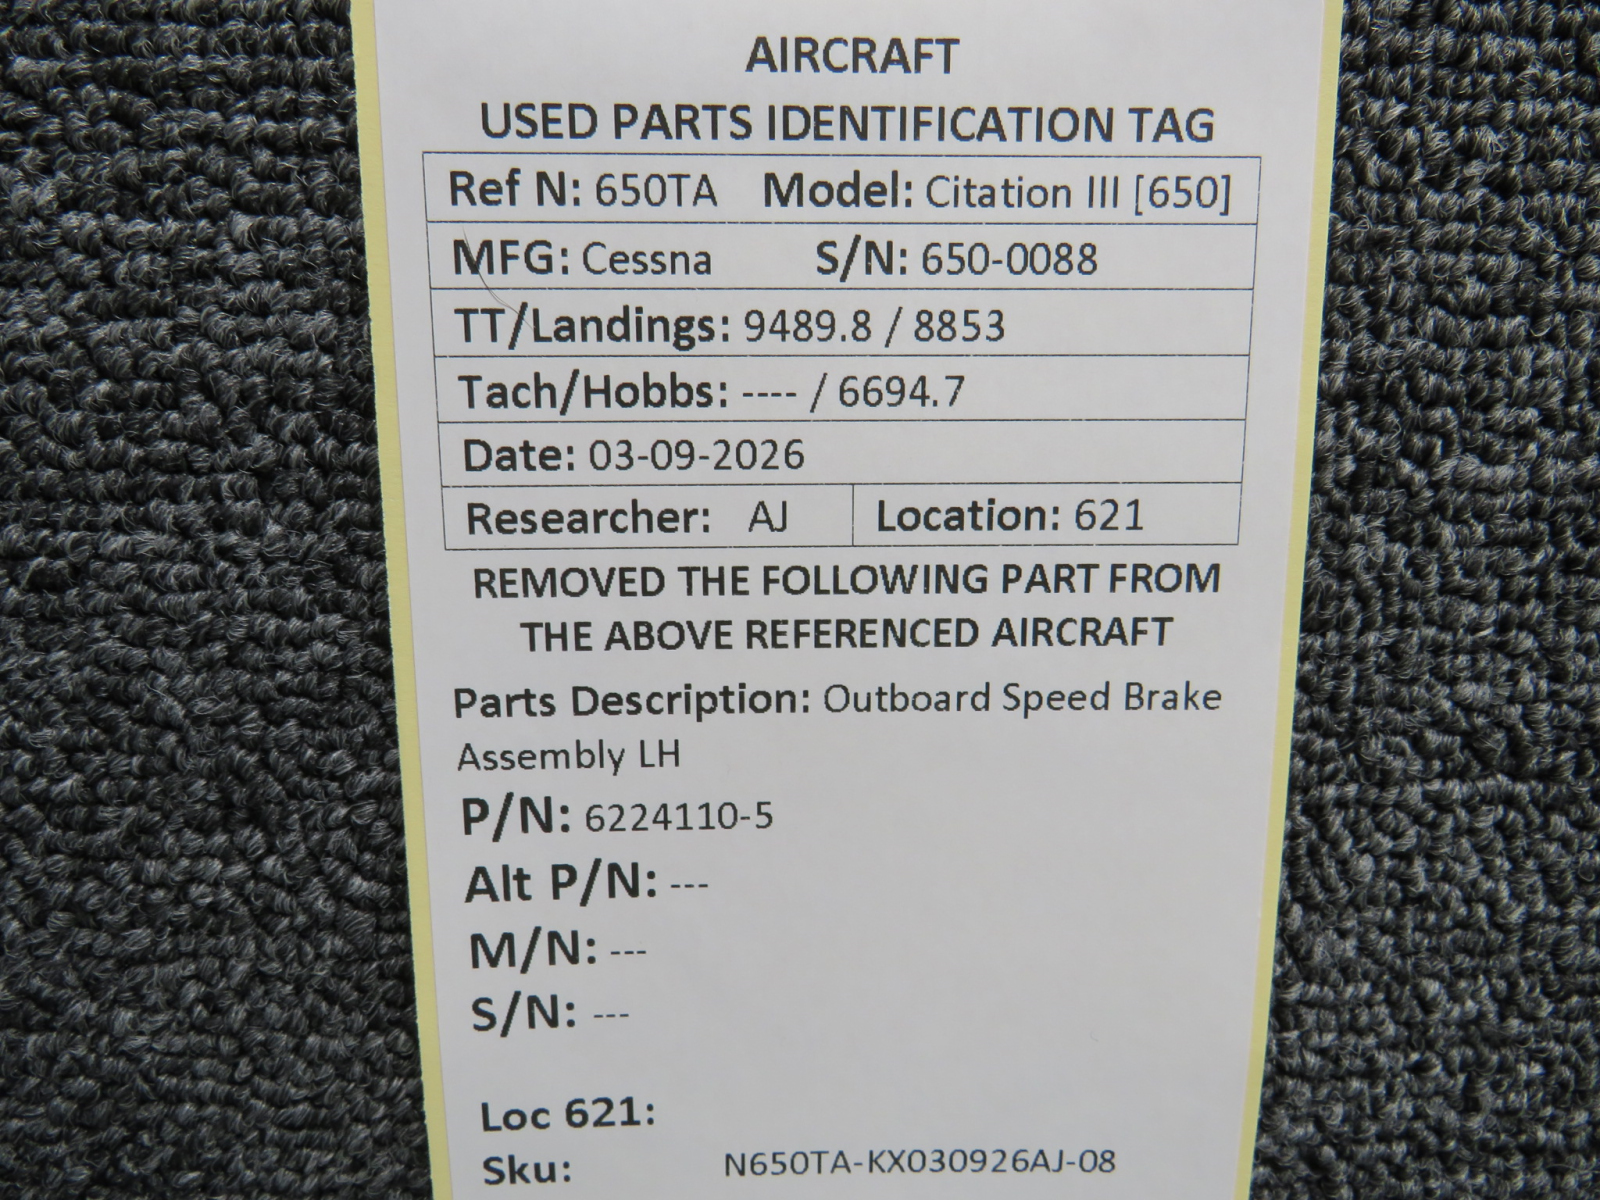 AIRCRAFT
USED PARTS IDENTIFICATION TAG
Ref N: 650TA Model: Citation III [650]
MFG: Cessna S/N: 650-0088
TT/Landings: 9489.8 / 8853
Tach/Hobbs: ---- / 6694.7
Date: 03-09-2026
Researcher: AJ Location: 621
REMOVED THE FOLLOWING PART FROM
THE ABOVE REFERENCED AIRCRAFT
Parts Description: Outboard Speed Brake
Assembly LH
P/N: 6224110-5
Alt P/N: ---
M/N: ---
S/N: ---
Loc 621:
Sku: N650TA-KX030926AJ-08